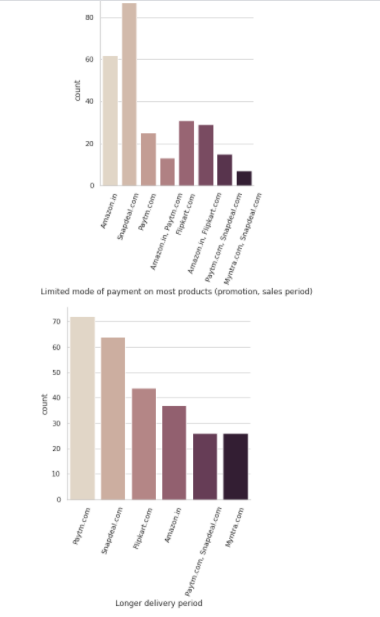 80
60
40
20
0
count
Amazon.in
Snapdeal.com
Paytm.com
Amazon.in, Paytm.com
Flipkart.com
Amazon.in, Flipkart.com
Paytm.com, Snapdeal.com
Myntra.com, Snapdeal.com
Limited mode of payment on most products (promotion, sales period)
70
60
50
40
30
20
10
0
count
Paytm.com
Snapdeal.com
Flipkart.com
Amazon.in
Paytm.com, Snapdeal.com
Myntra.com
Longer delivery period